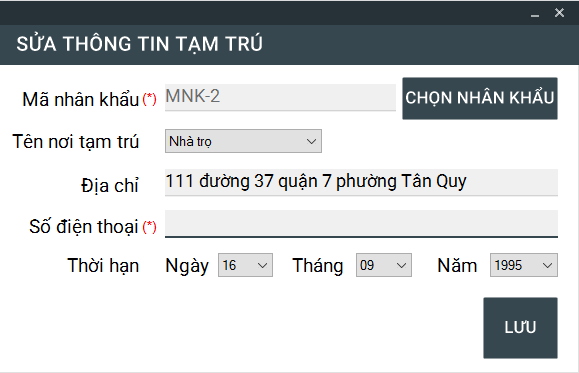 SỬA THÔNG TIN TẠM TRÚ
Mã nhân khẩu (*) MNK-2 CHỌN NHÂN KHẨU
Tên nơi tạm trú Nhà trọ
Địa chỉ 111 đường 37 quận 7 phường Tân Quy
Số điện thoại (*)
Thời hạn Ngày 16 Tháng 09 Năm 1995
LƯU